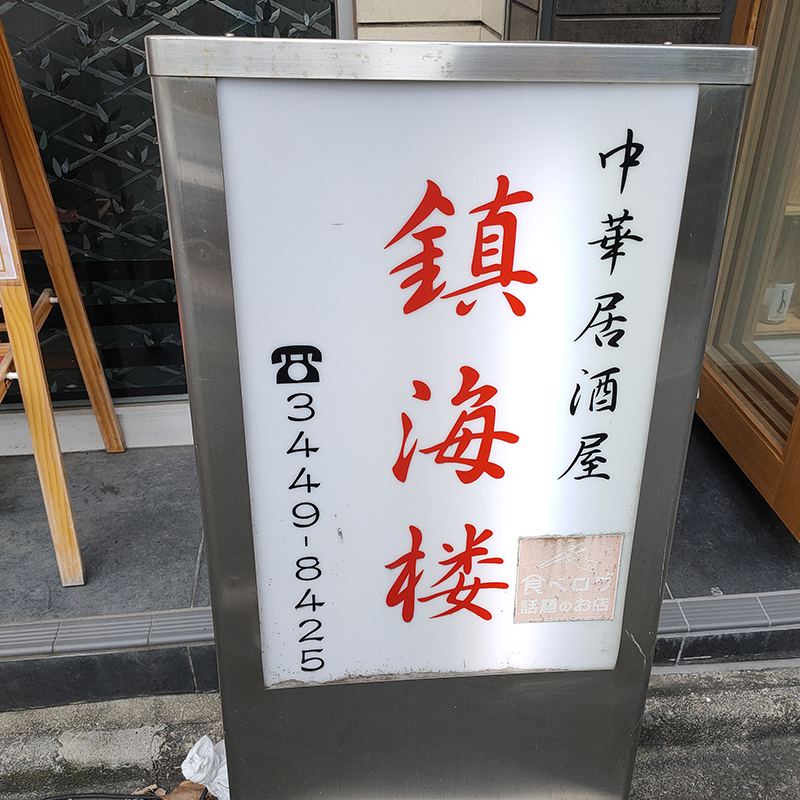 中華居酒屋
鎮海楼
☎3449-8425
食べログ
話題のお店